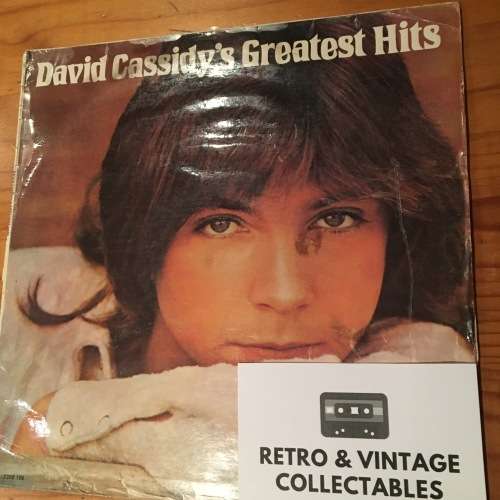 David Cassidy's Greatest Hits
RETRO & VINTAGE
COLLECTABLES